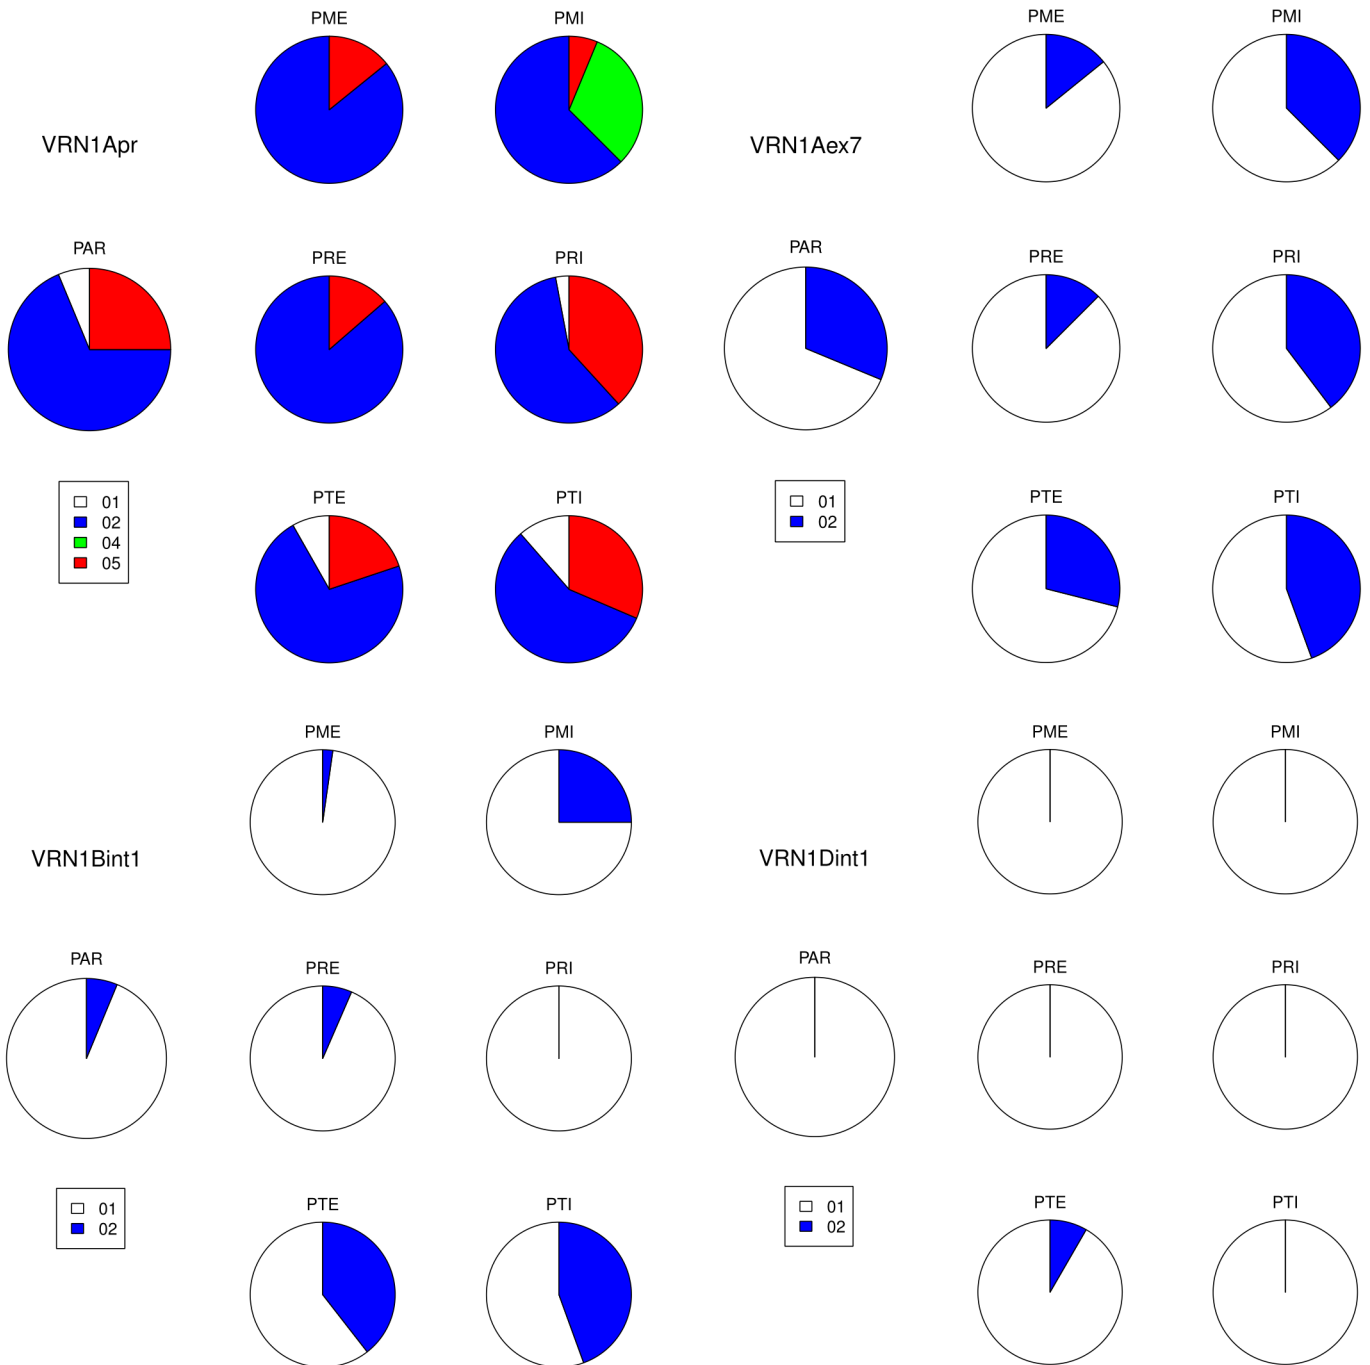 PME
PMI
VRN1Apr
PAR
PRE
PRI
01
02
04
05
PTE
PTI
PME
PMI
VRN1Aex7
PAR
PRE
PRI
01
02
PTE
PTI
PME
PMI
VRN1Bint1
PAR
PRE
PRI
01
02
PTE
PTI
PME
PMI
VRN1Dint1
PAR
PRE
PRI
01
02
PTE
PTI